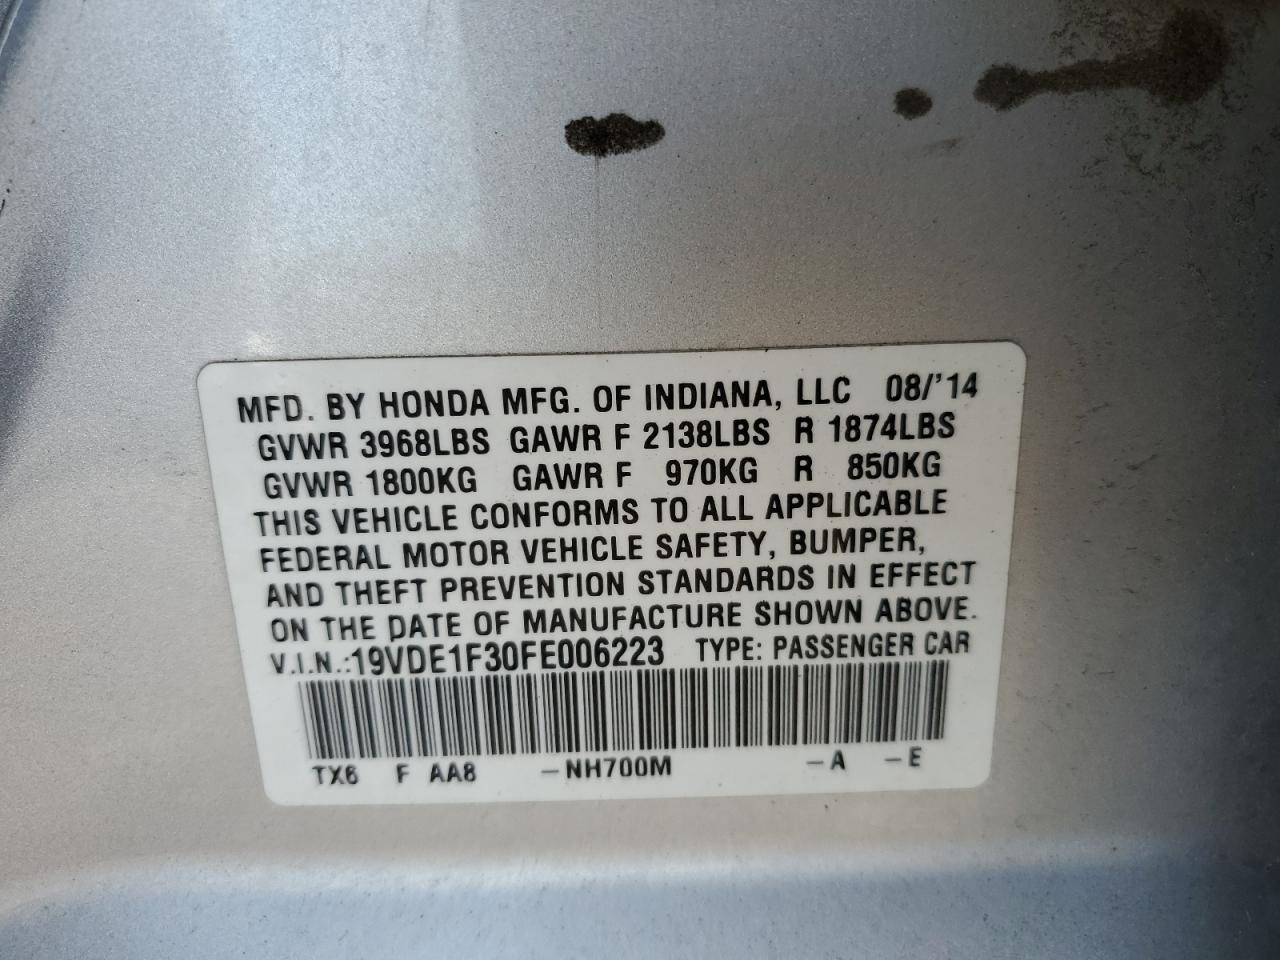 MFD. BY HONDA MFG. OF INDIANA, LLC 08/'14
GVWR 3968LBS GAWR F 2138LBS R 1874LBS
GVWR 1800KG GAWR F 970KG R 850KG
THIS VEHICLE CONFORMS TO ALL APPLICABLE
FEDERAL MOTOR VEHICLE SAFETY, BUMPER,
AND THEFT PREVENTION STANDARDS IN EFFECT
ON THE DATE OF MANUFACTURE SHOWN ABOVE.
V.I.N.:19VDE1F30FE006223 TYPE: PASSENGER CAR
TX6 F AA8 -NH700M -A -E